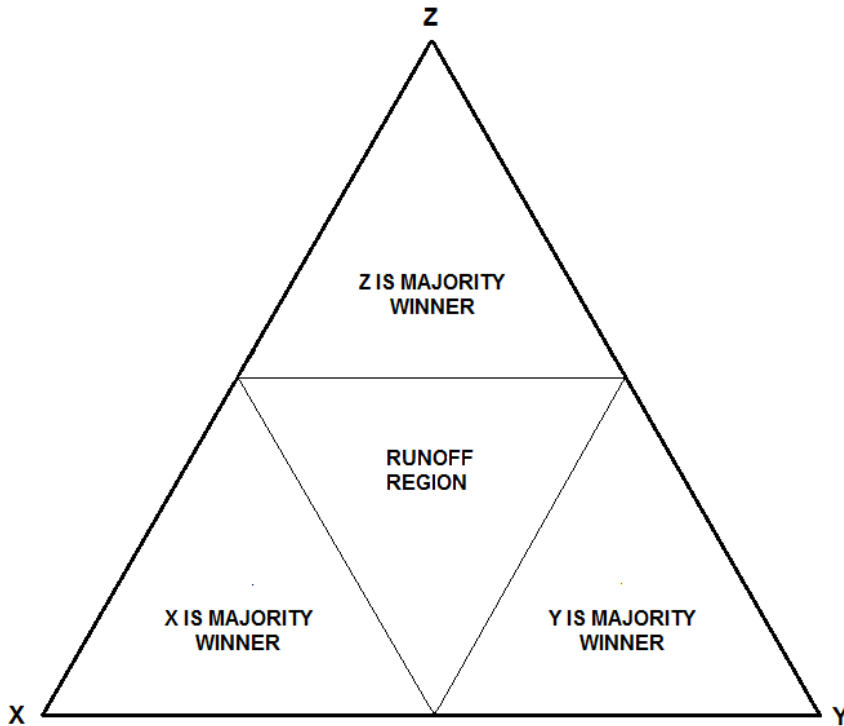 Z
Z IS MAJORITY
WINNER
RUNOFF
REGION
X IS MAJORITY
WINNER
Y IS MAJORITY
WINNER
X
Y